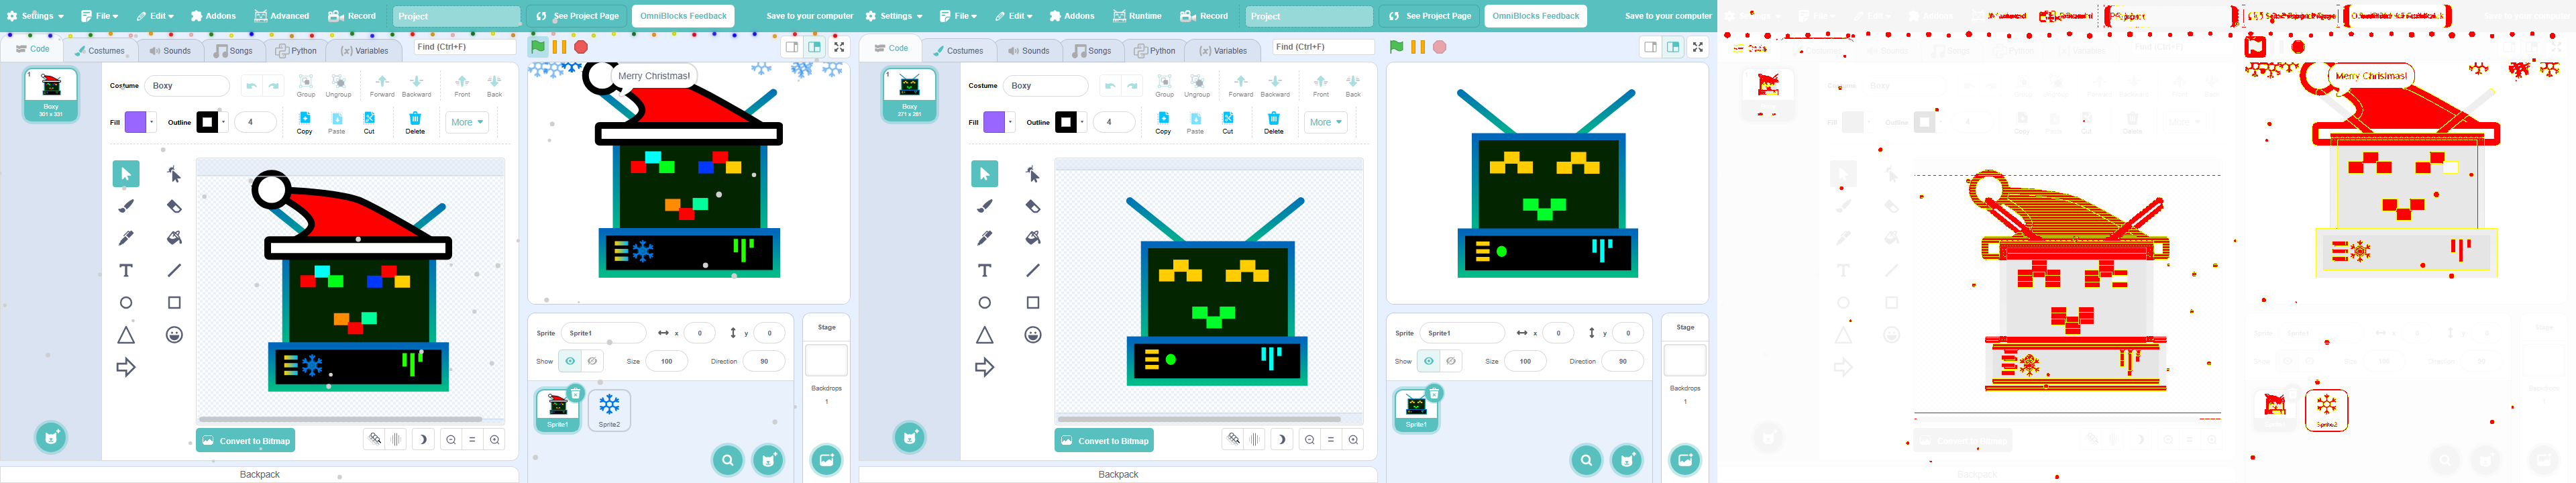 Settings File Edit Addons Advanced Record Project See Project Page OmniBlocks Feedback Save to your computer
Code Costumes Sounds Songs Python Variables Find (Ctrl+F)
1
Boxy
301 x 331
Costume Boxy Group Ungroup Forward Backward Front Back
Fill Outline 4 Copy Paste Cut Delete More
Merry Christmas!
Convert to Bitmap
Backpack
Sprite Sprite1 x 0 y 0
Show Size 100 Direction 90
Sprite1 Sprite2
Stage
Backdrops
1
Settings File Edit Addons Runtime Record Project See Project Page OmniBlocks Feedback Save to your computer
Code Costumes Sounds Songs Python Variables Find (Ctrl+F)
1
Boxy
271 x 261
Costume Boxy Group Ungroup Forward Backward Front Back
Fill Outline 4 Copy Paste Cut Delete More
Convert to Bitmap
Backpack
Sprite Sprite1 x 0 y 0
Show Size 100 Direction 90
Sprite1
Stage
Backdrops
1
Merry Christmas!
Sprite2